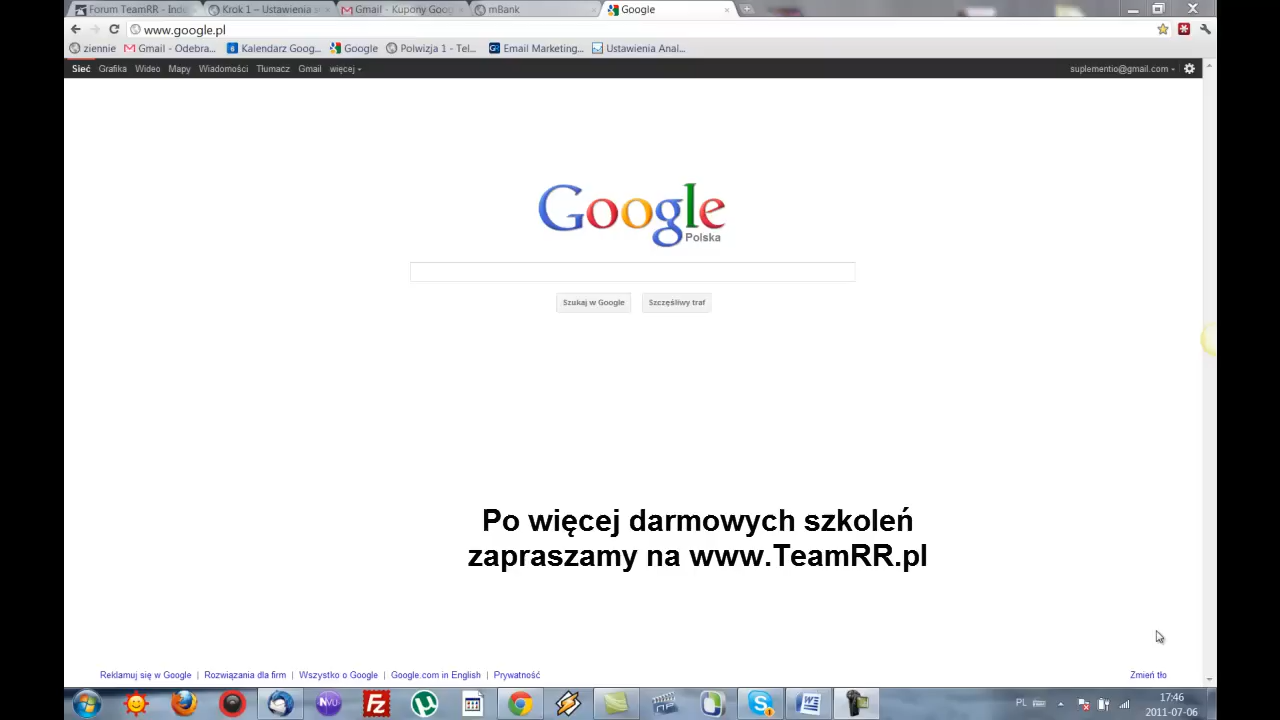 Forum TeamRR - Inde
Krok 1 – Ustawienia s
Gmail - Kupony Goog
mBank
Google
www.google.pl
ziennie
Gmail - Odebra...
Kalendarz Goog...
Google
Polwizja 1 - Tel...
Email Marketing...
Ustawienia Anal...
Sieć Grafika Wideo Mapy Wiadomości Tłumacz Gmail więcej
suplementio@gmail.com
Google
Polska
Szukaj w Google
Szczęśliwy traf
Po więcej darmowych szkoleń
zapraszamy na www.TeamRR.pl
Reklamuj się w Google | Rozwiązania dla firm | Wszystko o Google | Google.com in English | Prywatność
Zmień tło
PL
17:46
2011-07-06